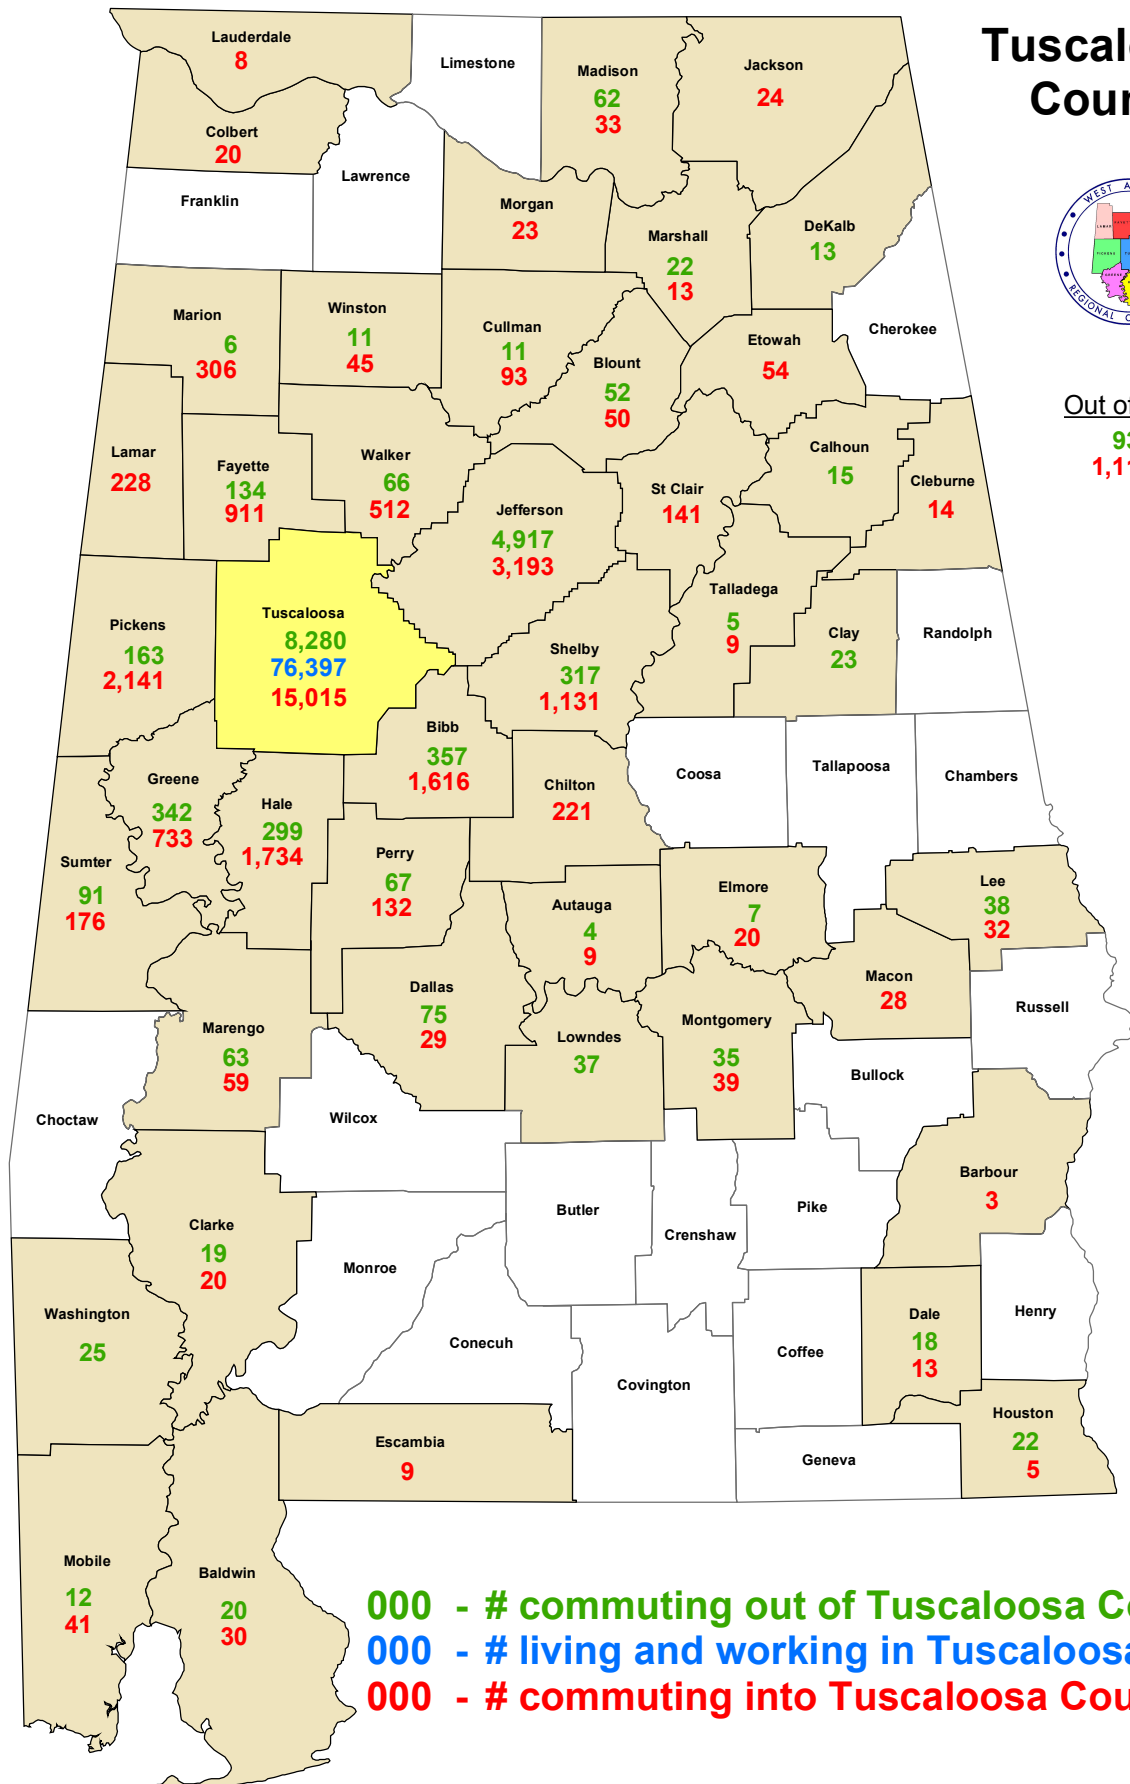 Lauderdale
8
Limestone
Madison
62
33
Jackson
24
Colbert
20
Lawrence
Franklin
Morgan
23
Marshall
22
13
DeKalb
13
WEST A
REGIONAL C
Marion
6
306
Winston
11
45
Cullman
11
93
Blount
52
50
Etowah
54
Cherokee
Lamar
228
Fayette
134
911
Walker
66
512
Jefferson
4,917
3,193
St Clair
141
Calhoun
15
Cleburne
14
Pickens
163
2,141
Tuscaloosa
8,280
76,397
15,015
Shelby
317
1,131
Talladega
5
9
Clay
23
Randolph
Bibb
357
1,616
Greene
342
733
Hale
299
1,734
Chilton
221
Coosa
Tallapoosa
Chambers
Sumter
91
176
Perry
67
132
Autauga
4
9
Elmore
7
20
Lee
38
32
Macon
28
Russell
Marengo
63
59
Dallas
75
29
Lowndes
37
Montgomery
35
39
Bullock
Choctaw
Wilcox
Barbour
3
Clarke
19
20
Butler
Crenshaw
Pike
Monroe
Washington
25
Conecuh
Covington
Coffee
Dale
18
13
Henry
Escambia
9
Geneva
Houston
22
5
Mobile
12
41
Baldwin
20
30
000 - # commuting out of Tuscaloosa C
000 - # living and working in Tuscaloosa
000 - # commuting into Tuscaloosa Cou
Tuscal
Coun
Out of
93
1,11